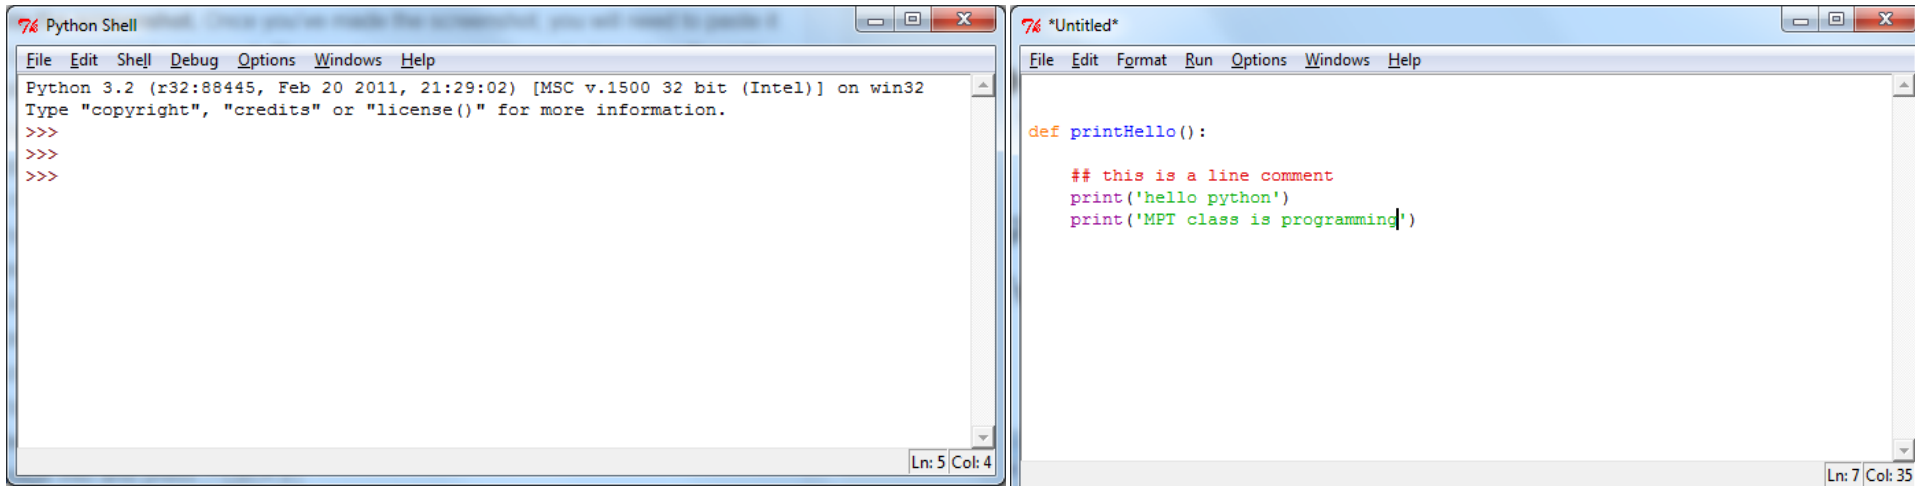 Python Shell
File Edit Shell Debug Options Windows Help
Python 3.2 (r32:88445, Feb 20 2011, 21:29:02) [MSC v.1500 32 bit (Intel)] on win32
Type "copyright", "credits" or "license()" for more information.
>>>
>>>
>>>
Ln: 5 Col: 4
*Untitled*
File Edit Format Run Options Windows Help
def printHello():
## this is a line comment
print('hello python')
print('MPT class is programming')
Ln: 7 Col: 35